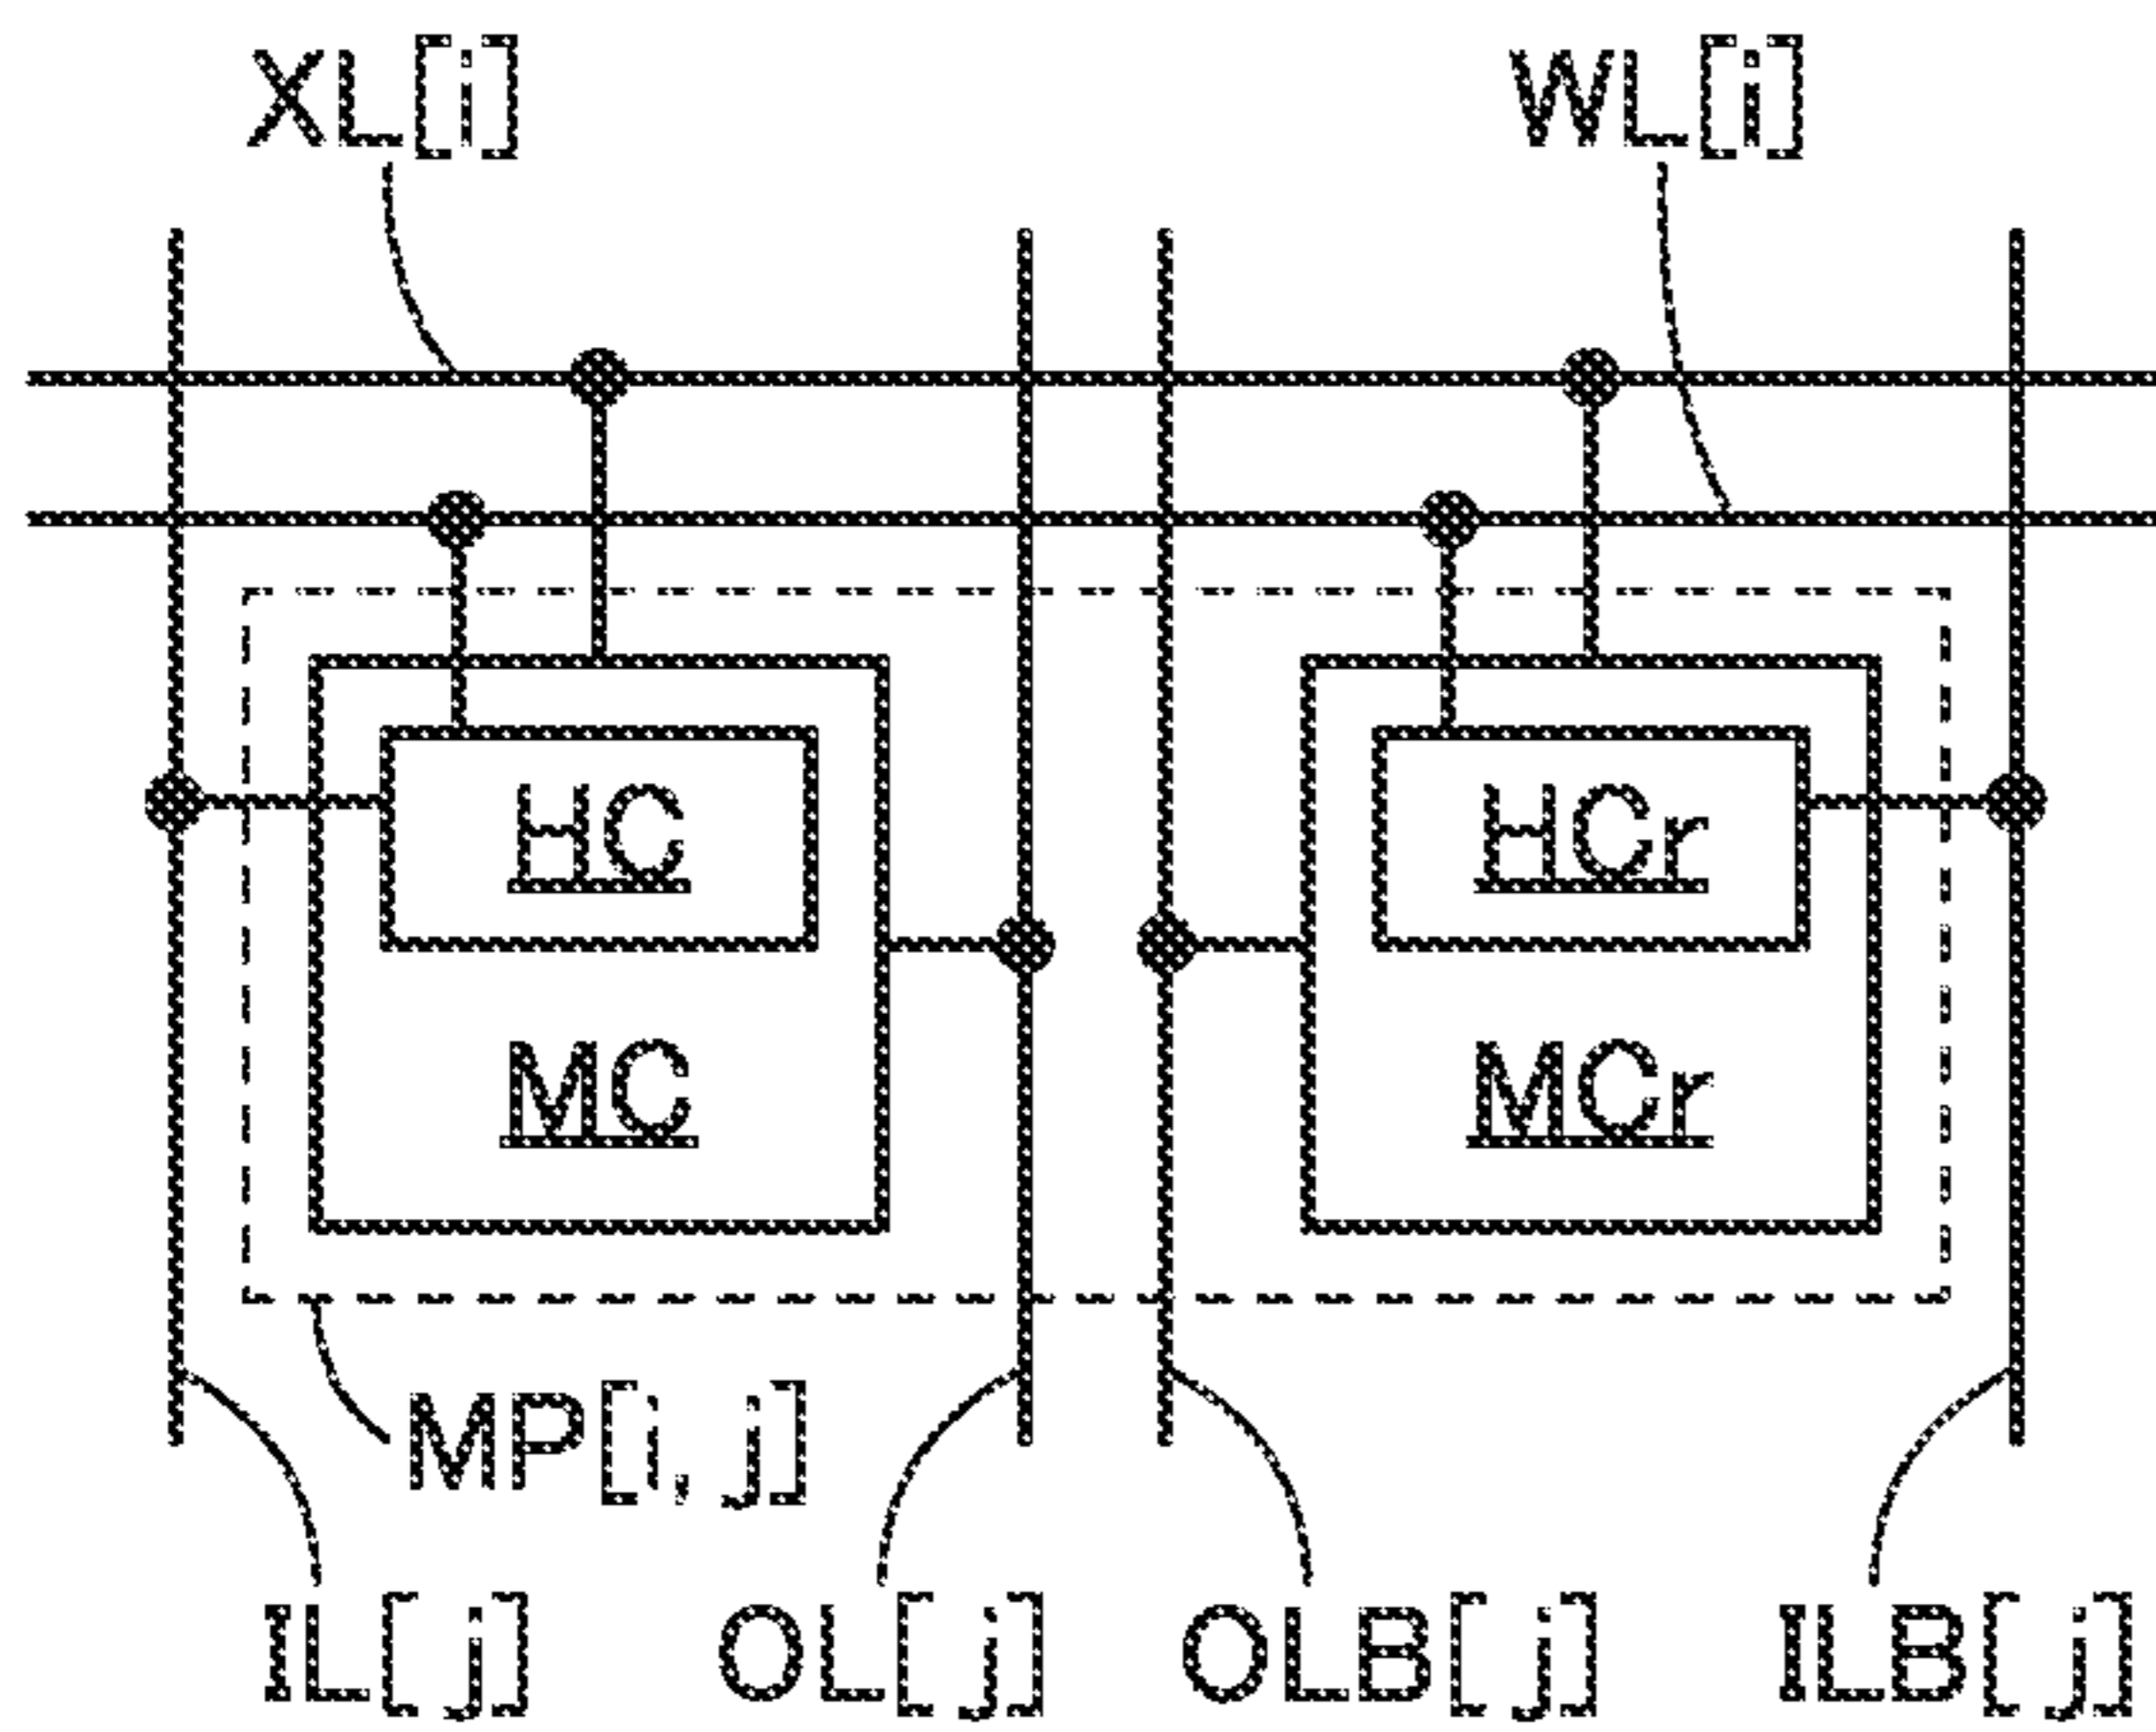 XL[i] WL[i]
HC HCr
MC MCr
MP[i, j]
IL[j] OL[j] OLB[j] ILB[j]